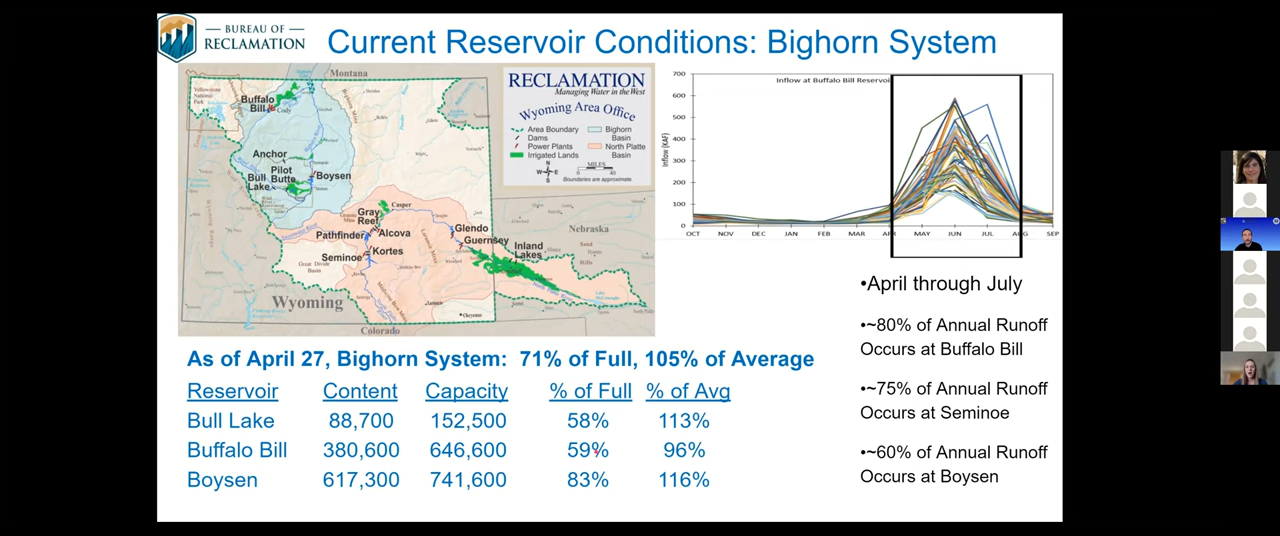 BUREAU OF
RECLAMATION
Current Reservoir Conditions: Bighorn System
Montana
Yellowstone
National
Park
Buffalo
Bill
Cody
Anchor
Pilot
Butte
Bull
Lake
Boysen
Gray
Reef
Casper
Pathfinder
Alcova
Seminoe
Kortes
Glendo
Guernsey
Inland
Lakes
Nebraska
Sand
Hills
Great Divide
Basin
Laramie
Cheyenne
Wyoming
Colorado
RECLAMATION
Managing Water in the West
Wyoming Area Office
Area Boundary
Dams
Power Plants
Irrigated Lands
Bighorn
Basin
North Platte
Basin
N
W E
S
MILES
0 40
Boundaries are approximate.
Inflow at Buffalo Bill Reservoi
Inflow (KAF)
700
600
500
400
300
200
100
0
OCT NOV DEC JAN FEB MAR APR MAY JUN JUL AUG SEP
•April through July
•~80% of Annual Runoff
Occurs at Buffalo Bill
•~75% of Annual Runoff
Occurs at Seminoe
•~60% of Annual Runoff
Occurs at Boysen
As of April 27, Bighorn System: 71% of Full, 105% of Average
Reservoir Content Capacity % of Full % of Avg
Bull Lake 88,700 152,500 58% 113%
Buffalo Bill 380,600 646,600 59% 96%
Boysen 617,300 741,600 83% 116%